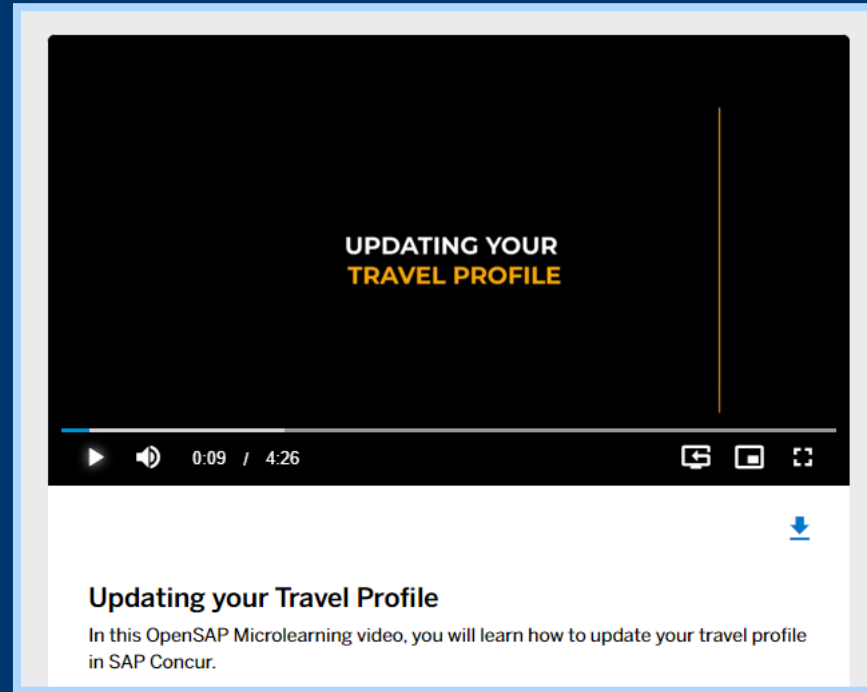 UPDATING YOUR
TRAVEL PROFILE
0:09 / 4:26
Updating your Travel Profile
In this OpenSAP Microlearning video, you will learn how to update your travel profile
in SAP Concur.